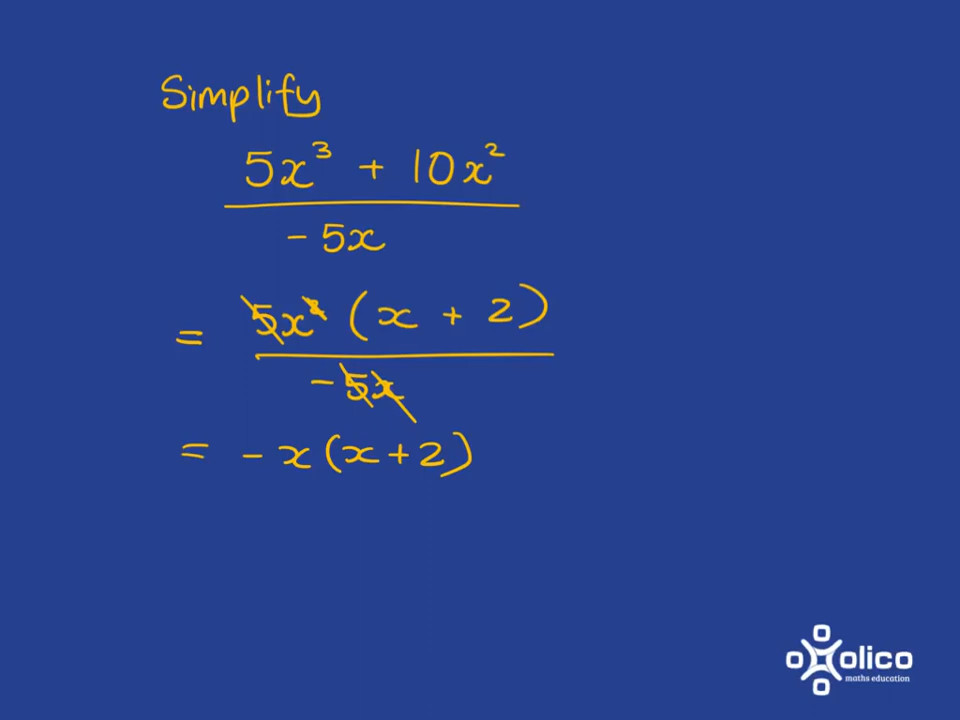 Simplify
5x³ + 10x²
- 5x
= 5x² (x + 2)
- 5x
= - x (x + 2)
olico
maths education